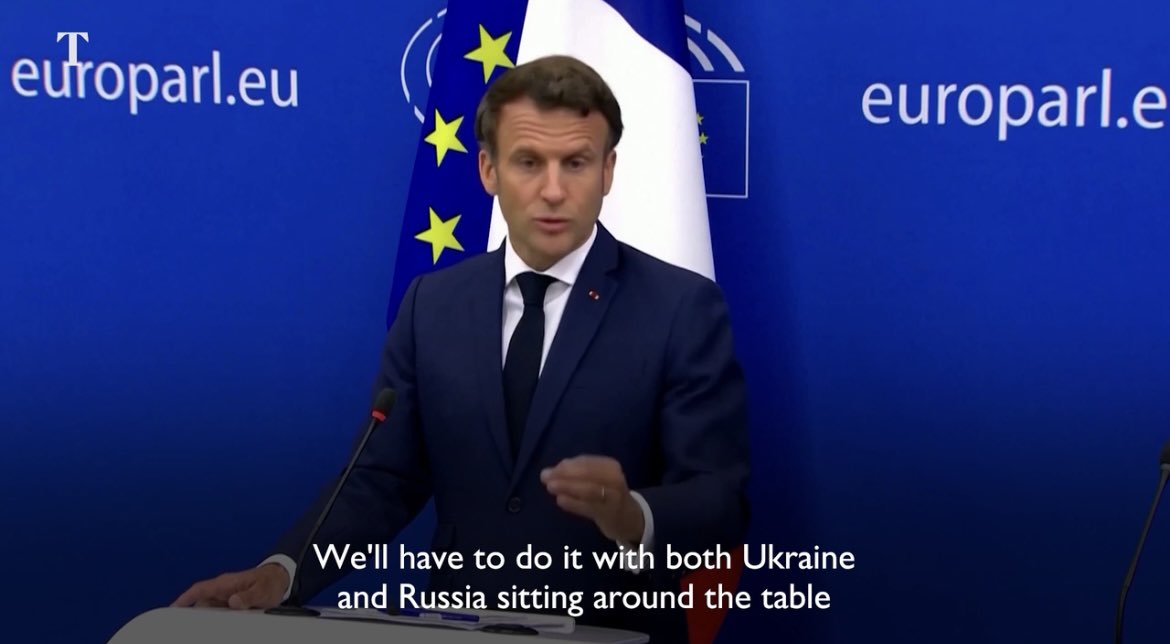 T
europarl.eu
europarl.e
We'll have to do it with both Ukraine
and Russia sitting around the table